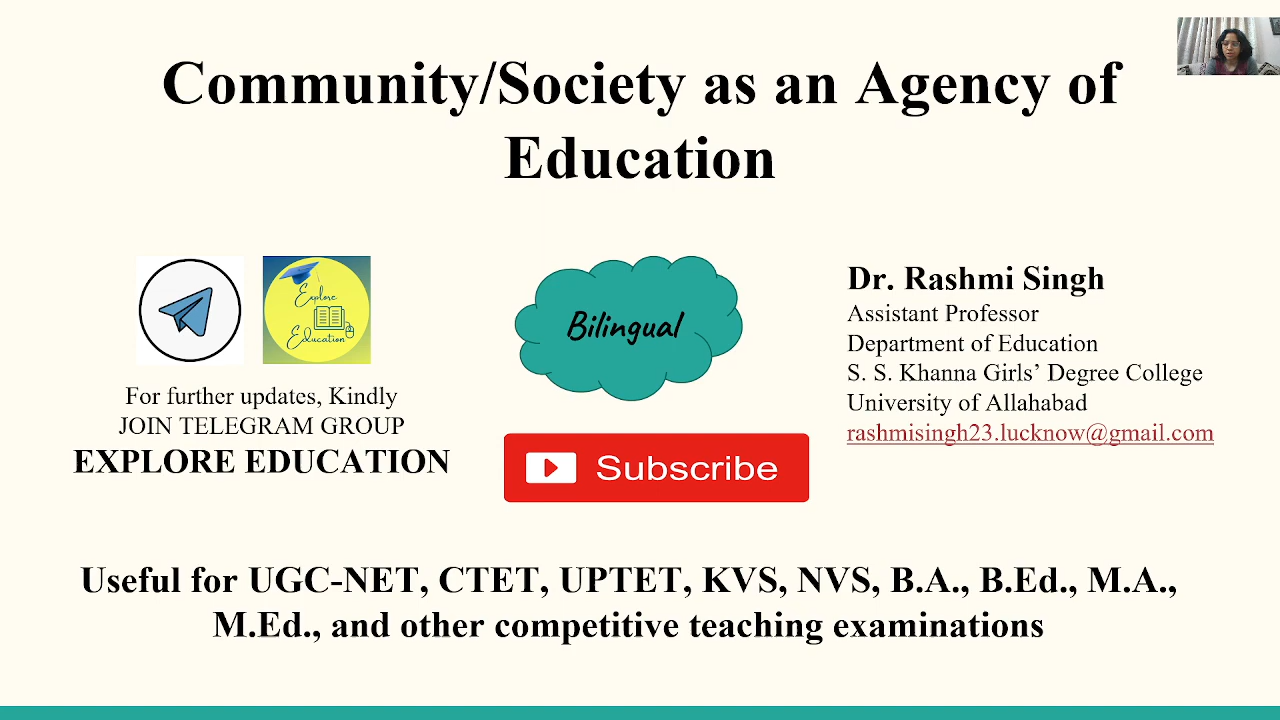 Community/Society as an Agency of
Education
Explore
Education
For further updates, Kindly
JOIN TELEGRAM GROUP
EXPLORE EDUCATION
Bilingual
Subscribe
Dr. Rashmi Singh
Assistant Professor
Department of Education
S. S. Khanna Girls’ Degree College
University of Allahabad
rashmisingh23.lucknow@gmail.com
Useful for UGC-NET, CTET, UPTET, KVS, NVS, B.A., B.Ed., M.A.,
M.Ed., and other competitive teaching examinations